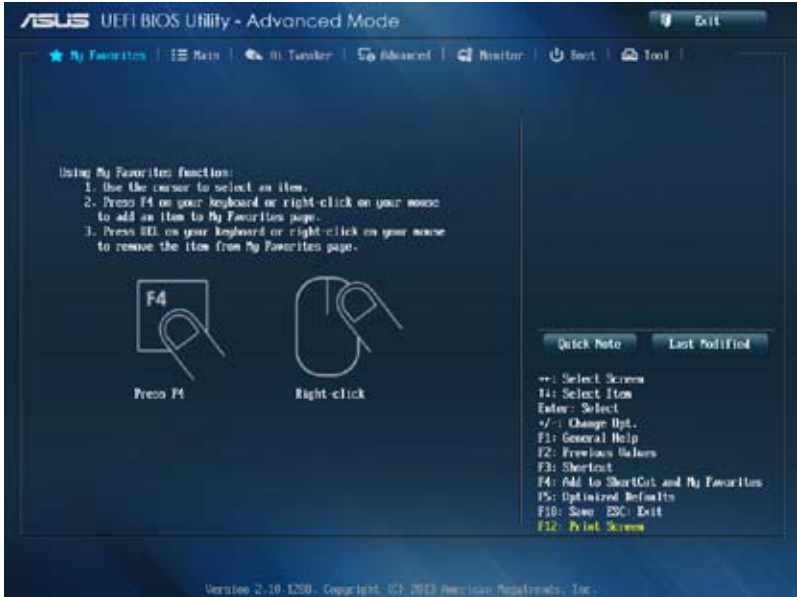 ASUS UEFI BIOS Utility - Advanced Mode
Exit
My Favorites | Main | Ai Tweaker | Advanced | Monitor | Boot | Tool
Using My Favorites function:
1. Use the cursor to select an item.
2. Press F4 on your keyboard or right-click on your mouse
to add an item to My Favorites page.
3. Press DEL on your keyboard or right-click on your mouse
to remove the item from My Favorites page.
F4
Press F4
Right-click
Quick Note
Last Modified
→←: Select Screen
↑↓: Select Item
Enter: Select
+/-: Change Opt.
F1: General Help
F2: Previous Values
F3: Shortcut
F4: Add to ShortCut and My Favorites
F5: Optimized Defaults
F10: Save ESC: Exit
F12: Print Screen
Version 2.10.1208. Copyright (C) 2013 American Megatrends, Inc.